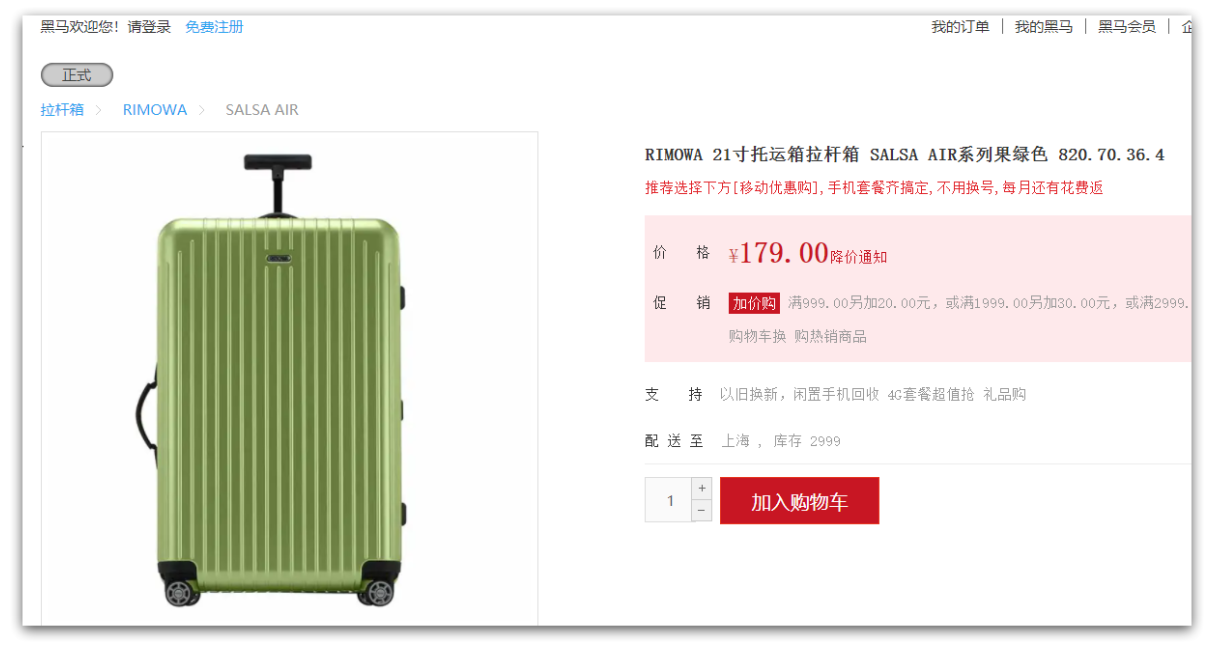 黑马欢迎您！请登录 免费注册
我的订单 | 我的黑马 | 黑马会员 |
正式
拉杆箱 > RIMOWA > SALSA AIR
RIMOWA 21寸托运箱拉杆箱 SALSA AIR系列果绿色 820.70.36.4
推荐选择下方[移动优惠购],手机套餐齐搞定,不用换号,每月还有花费返
价 格 ¥179.00降价通知
促 销 加价购 满999.00另加20.00元，或满1999.00另加30.00元，或满2999.
购物车换 购热销商品
支 持 以旧换新，闲置手机回收 4G套餐超值抢 礼品购
配 送 至 上海 ， 库存 2999
1 + −
加入购物车